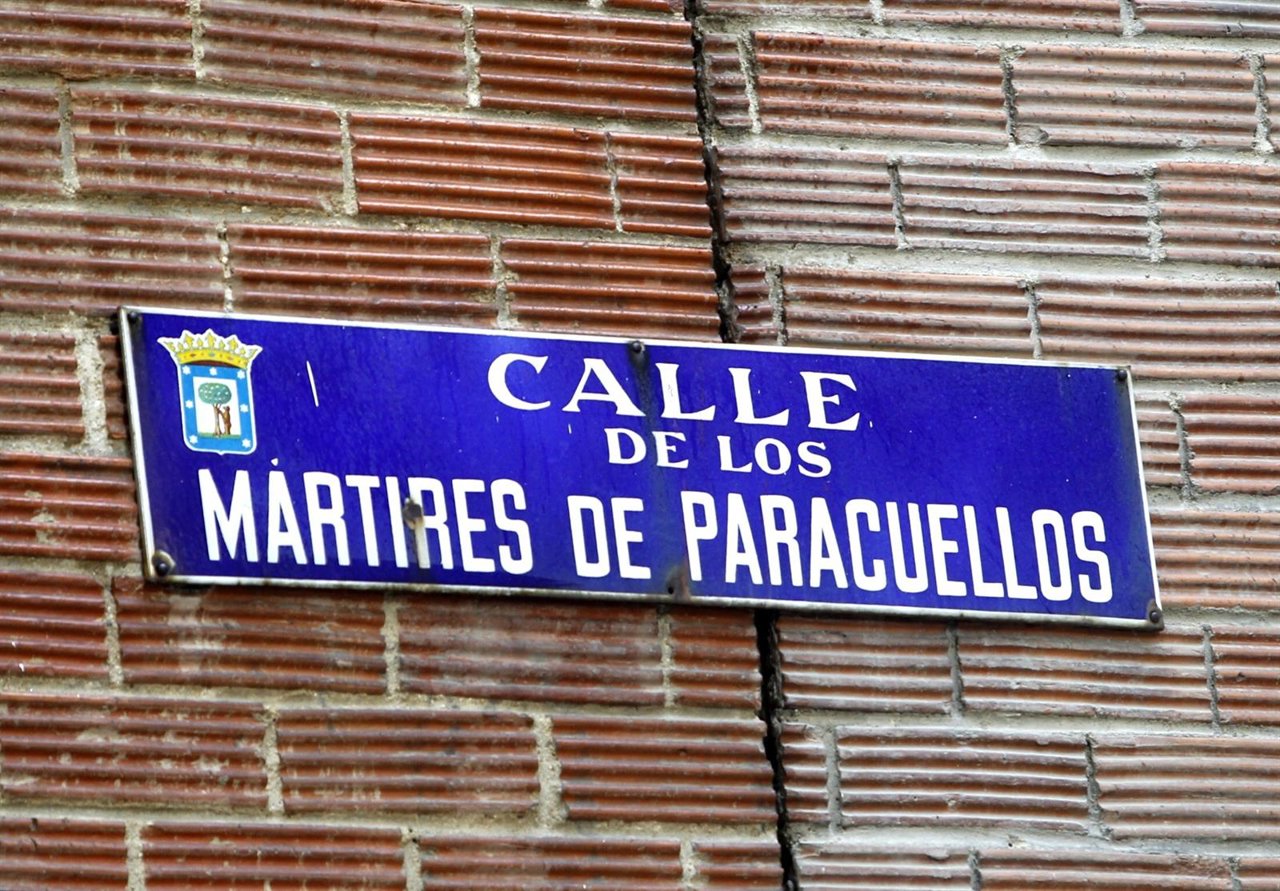 CALLE
DE LOS
MÁRTIRES DE PARACUELLOS